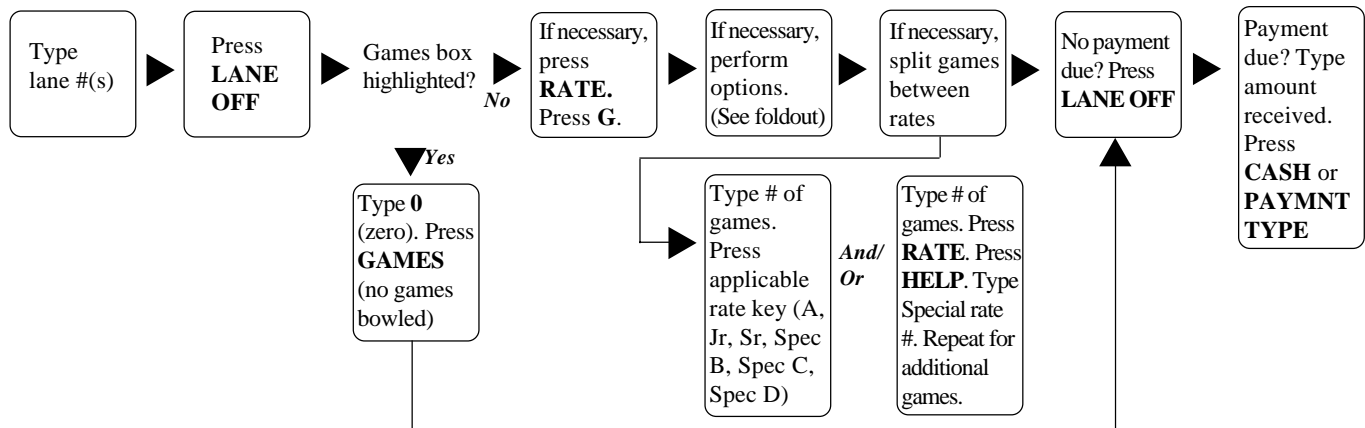 Type
lane #(s)
Press
LANE
OFF
Games box
highlighted?
No
If necessary,
press
RATE.
Press G.
If necessary,
perform
options.
(See foldout)
If necessary,
split games
between
rates
No payment
due? Press
LANE OFF
Payment
due? Type
amount
received.
Press
CASH or
PAYMNT
TYPE
Yes
Type 0
(zero). Press
GAMES
(no games
bowled)
Type # of
games.
Press
applicable
rate key (A,
Jr, Sr, Spec
B, Spec C,
Spec D)
And/
Or
Type # of
games. Press
RATE. Press
HELP. Type
Special rate
#. Repeat for
additional
games.